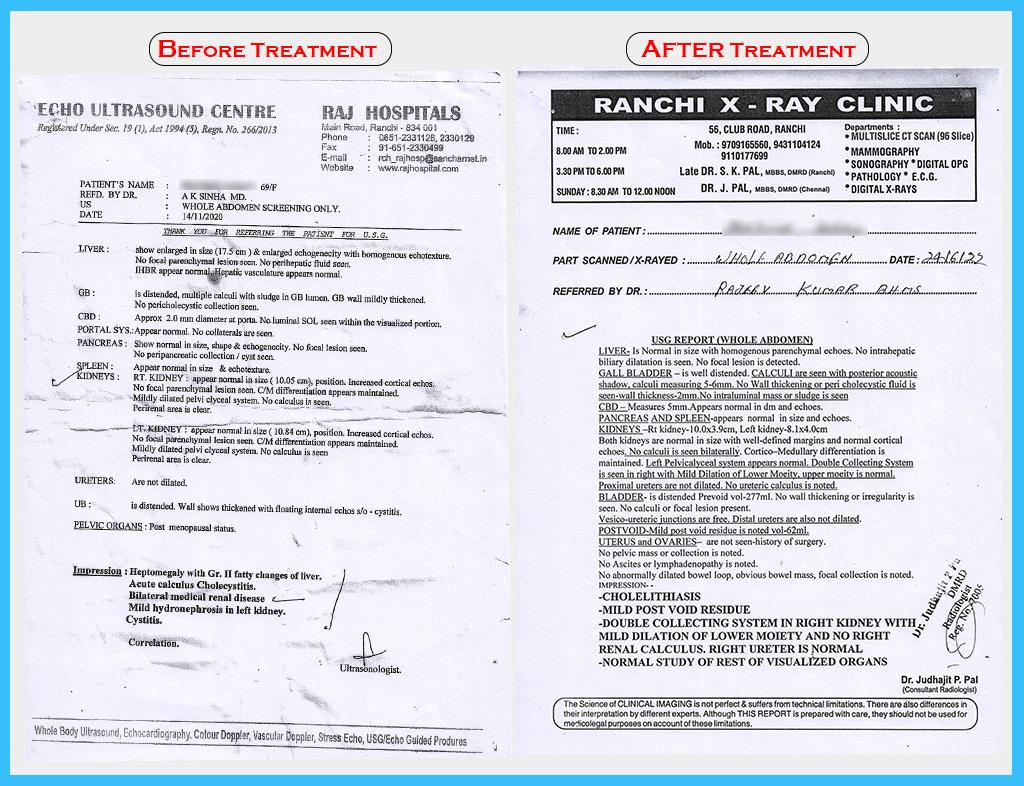 BEFORE TREATMENT
ECHO ULTRASOUND CENTRE
Registered Under Sec. 19 (1), Act 1994 (5), Regn. No. 266/2013
RAJ HOSPITALS
Main Road, Ranchi - 834 001
Phone : 0651-2331128, 2330129
Fax : 91-651-2330499
E-mail : rch_rajhosp@sancharnet.in
Website : www.rajhospital.com
PATIENT'S NAME : 69/F
REFD. BY DR. : A K SINHA MD.
US : WHOLE ABDOMEN SCREENING ONLY.
DATE : 14/11/2020
THANK YOU FOR REFERRING THE PATIENT FOR U.S.G.
LIVER : show enlarged in size (17.5 cm ) & enlarged echogenecity with homogenous echotexture.
No focal parenchymal lesion seen. No perihepatic fluid seen.
IHBR appear normal. Hepatic vasculature appears normal.
GB : is distended, multiple calculi with sludge in GB lumen. GB wall mildly thickened.
No pericholecystic collection seen.
CBD : Approx 2.0 mm diameter at porta. No luminal SOL seen within the visualized portion.
PORTAL SYS.: Appear normal. No collaterals are seen.
PANCREAS : Show normal in size, shape & echogenecity. No focal lesion seen.
No peripancreatic collection / cyst seen.
SPLEEN : Appear normal in size & echotexture.
KIDNEYS : RT. KIDNEY : appear normal in size ( 10.05 cm), position. Increased cortical echos.
No focal parenchymal lesion seen. C/M differentiation appears maintained.
Mildly dilated pelvi clyceal system. No calculus is seen.
Perirenal area is clear.
LT. KIDNEY : appear normal in size ( 10.84 cm), position. Increased cortical echos.
No focal parenchymal lesion seen. C/M differentiation appears maintained.
Mildly dilated pelvi clyceal system. No calculus is seen
Perirenal area is clear.
URETERS: Are not dilated.
UB : is distended. Wall shows thickened with floating internal echos s/o - cystitis.
PELVIC ORGANS : Post menopausal status.
Impression : Heptomegaly with Gr. II fatty changes of liver.
Acute calculus Cholecystitis.
Bilateral medical renal disease
Mild hydronephrosis in left kidney.
Cystitis.
Correlation.
Ultrasonologist.
Whole Body Ultrasound, Echocardiography, Colour Doppler, Vascular Doppler, Stress Echo, USG/Echo Guided Produres
AFTER TREATMENT
RANCHI X - RAY CLINIC
TIME :
8.00 AM TO 2.00 PM
3.30 PM TO 6.00 PM
SUNDAY : 8.30 AM TO 12.00 NOON
56, CLUB ROAD, RANCHI
Mob. : 9709165560, 9431104124
9110177699
Late DR. S. K. PAL, MBBS, DMRD (Ranchi)
DR. J. PAL, MBBS, DMRD (Chennai)
Departments :
• MULTISLICE CT SCAN (96 Slice)
• MAMMOGRAPHY
• SONOGRAPHY • DIGITAL OPG
• PATHOLOGY • E.C.G.
• DIGITAL X-RAYS
NAME OF PATIENT :
PART SCANNED/X-RAYED : WHOLE ABDOMEN DATE :
REFERRED BY DR. : RAJEEV KUMAR BHMS
USG REPORT (WHOLE ABDOMEN)
LIVER- Is Normal in size with homogenous parenchymal echoes. No intrahepatic
biliary dilatation is seen. No focal lesion is detected.
GALL BLADDER – is well distended. CALCULI are seen with posterior acoustic
shadow, calculi measuring 5-6mm. No Wall thickening or peri cholecystic fluid is
seen-wall thickness-2mm.No intraluminal mass or sludge is seen
CBD – Measures 5mm.Appears normal in dm and echoes.
PANCREAS AND SPLEEN-appears normal in size and echoes.
KIDNEYS –Rt kidney-10.0x3.9cm, Left kidney-8.1x4.0cm
Both kidneys are normal in size with well-defined margins and normal cortical
echoes, No calculi is seen bilaterally. Cortico–Medullary differentiation is
maintained. Left Pelvicalyceal system appears normal. Double Collecting System
is seen in right with Mild Dilation of Lower Moeity, upper moeity is normal.
Proximal ureters are not dilated. No ureteric calculus is noted.
BLADDER- is distended Prevoid vol-277ml. No wall thickening or irregularity is
seen. No calculi or focal lesion present.
Vesico-ureteric junctions are free. Distal ureters are also not dilated.
POSTVOID-Mild post void residue is noted vol-62ml.
UTERUS and OVARIES– are not seen-history of surgery.
No pelvic mass or collection is noted.
No Ascites or lymphadenopathy is noted.
No abnormally dilated bowel loop, obvious bowel mass, focal collection is noted.
IMPRESSION- -
-CHOLELITHIASIS
-MILD POST VOID RESIDUE
-DOUBLE COLLECTING SYSTEM IN RIGHT KIDNEY WITH
MILD DILATION OF LOWER MOIETY AND NO RIGHT
RENAL CALCULUS. RIGHT URETER IS NORMAL
-NORMAL STUDY OF REST OF VISUALIZED ORGANS
Dr. Judhajit P
DMRD
Radiologist
Reg. No.
Dr. Judhajit P. Pal
(Consultant Radiologist)
The Science of CLINICAL IMAGING is not perfect & suffers from technical limitations. There are also differences in
their interpretation by different experts. Although THIS REPORT is prepared with care, they should not be used for
medicolegal purposes on account of these limitations.